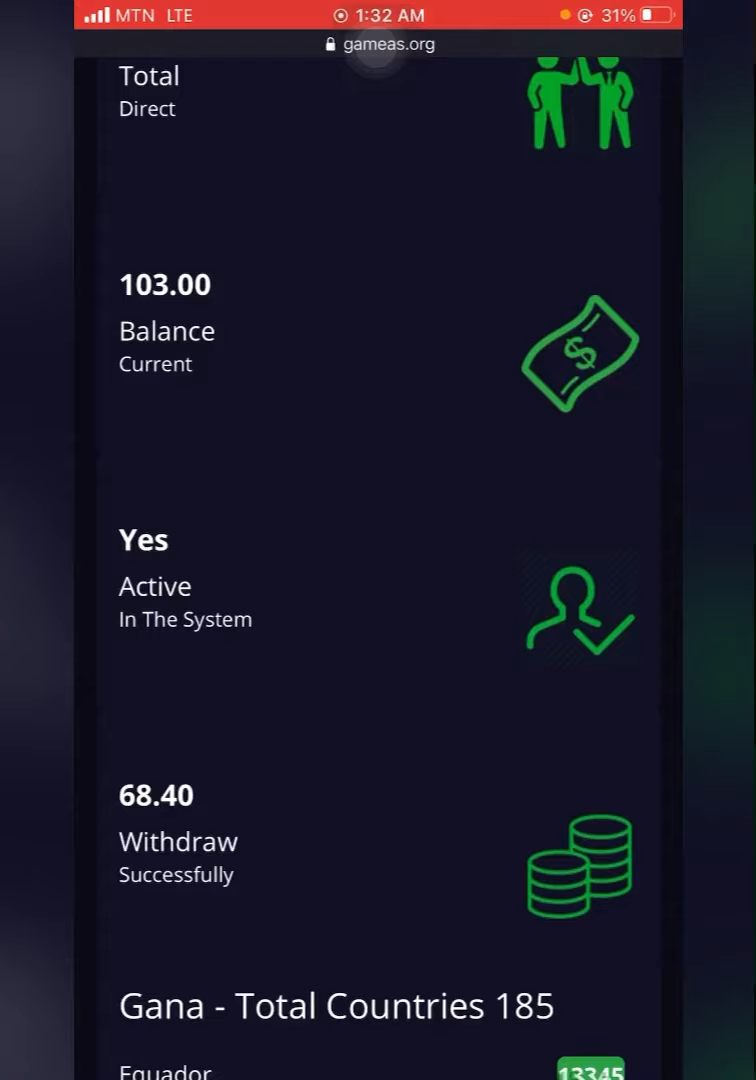 MTN LTE 1:32 AM 31%
gameas.org
Total
Direct
103.00
Balance
Current
Yes
Active
In The System
68.40
Withdraw
Successfully
Gana - Total Countries 185
Equador 13345